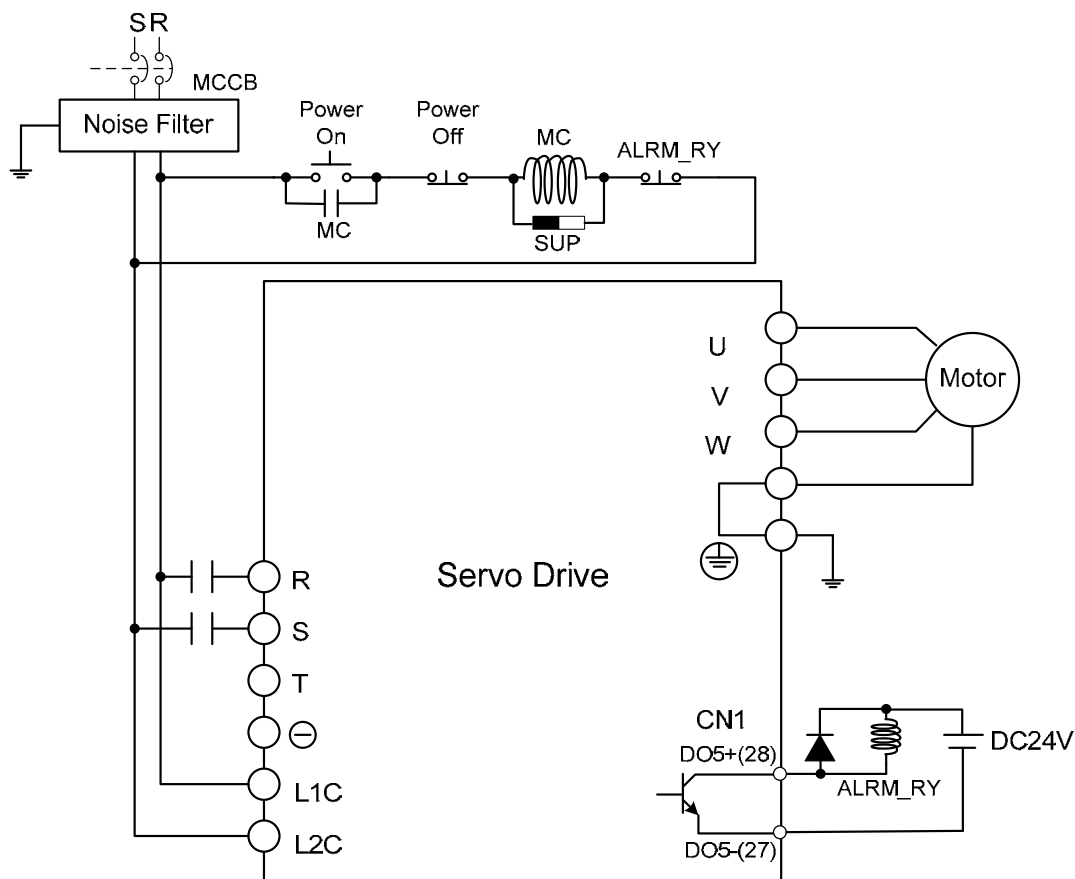 S R
MCCB
Noise Filter
Power
On
Power
Off
MC
ALRM_RY
MC
SUP
U
V
W
Motor
Servo Drive
R
S
T
L1C
L2C
CN1
DO5+(28)
DO5-(27)
ALRM_RY
DC24V